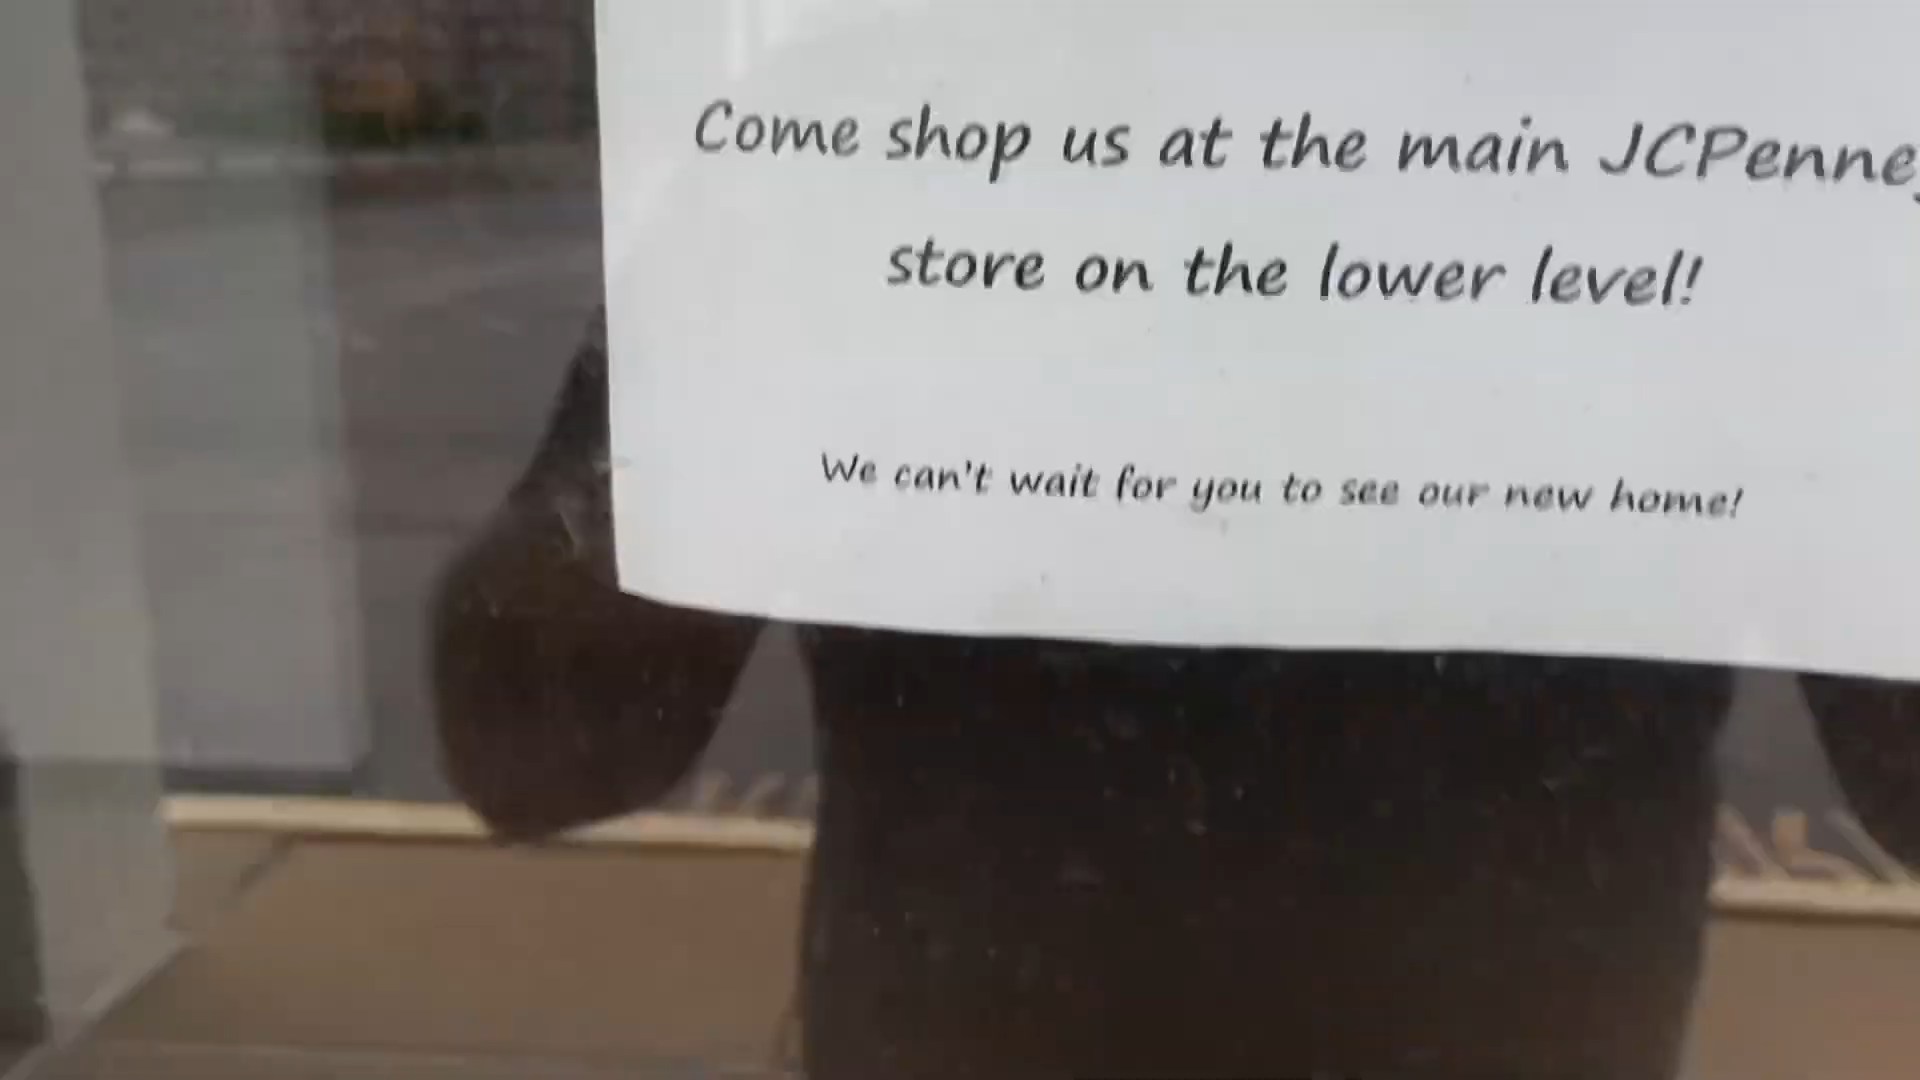 Come shop us at the main JCPenney
store on the lower level!
We can't wait for you to see our new home!